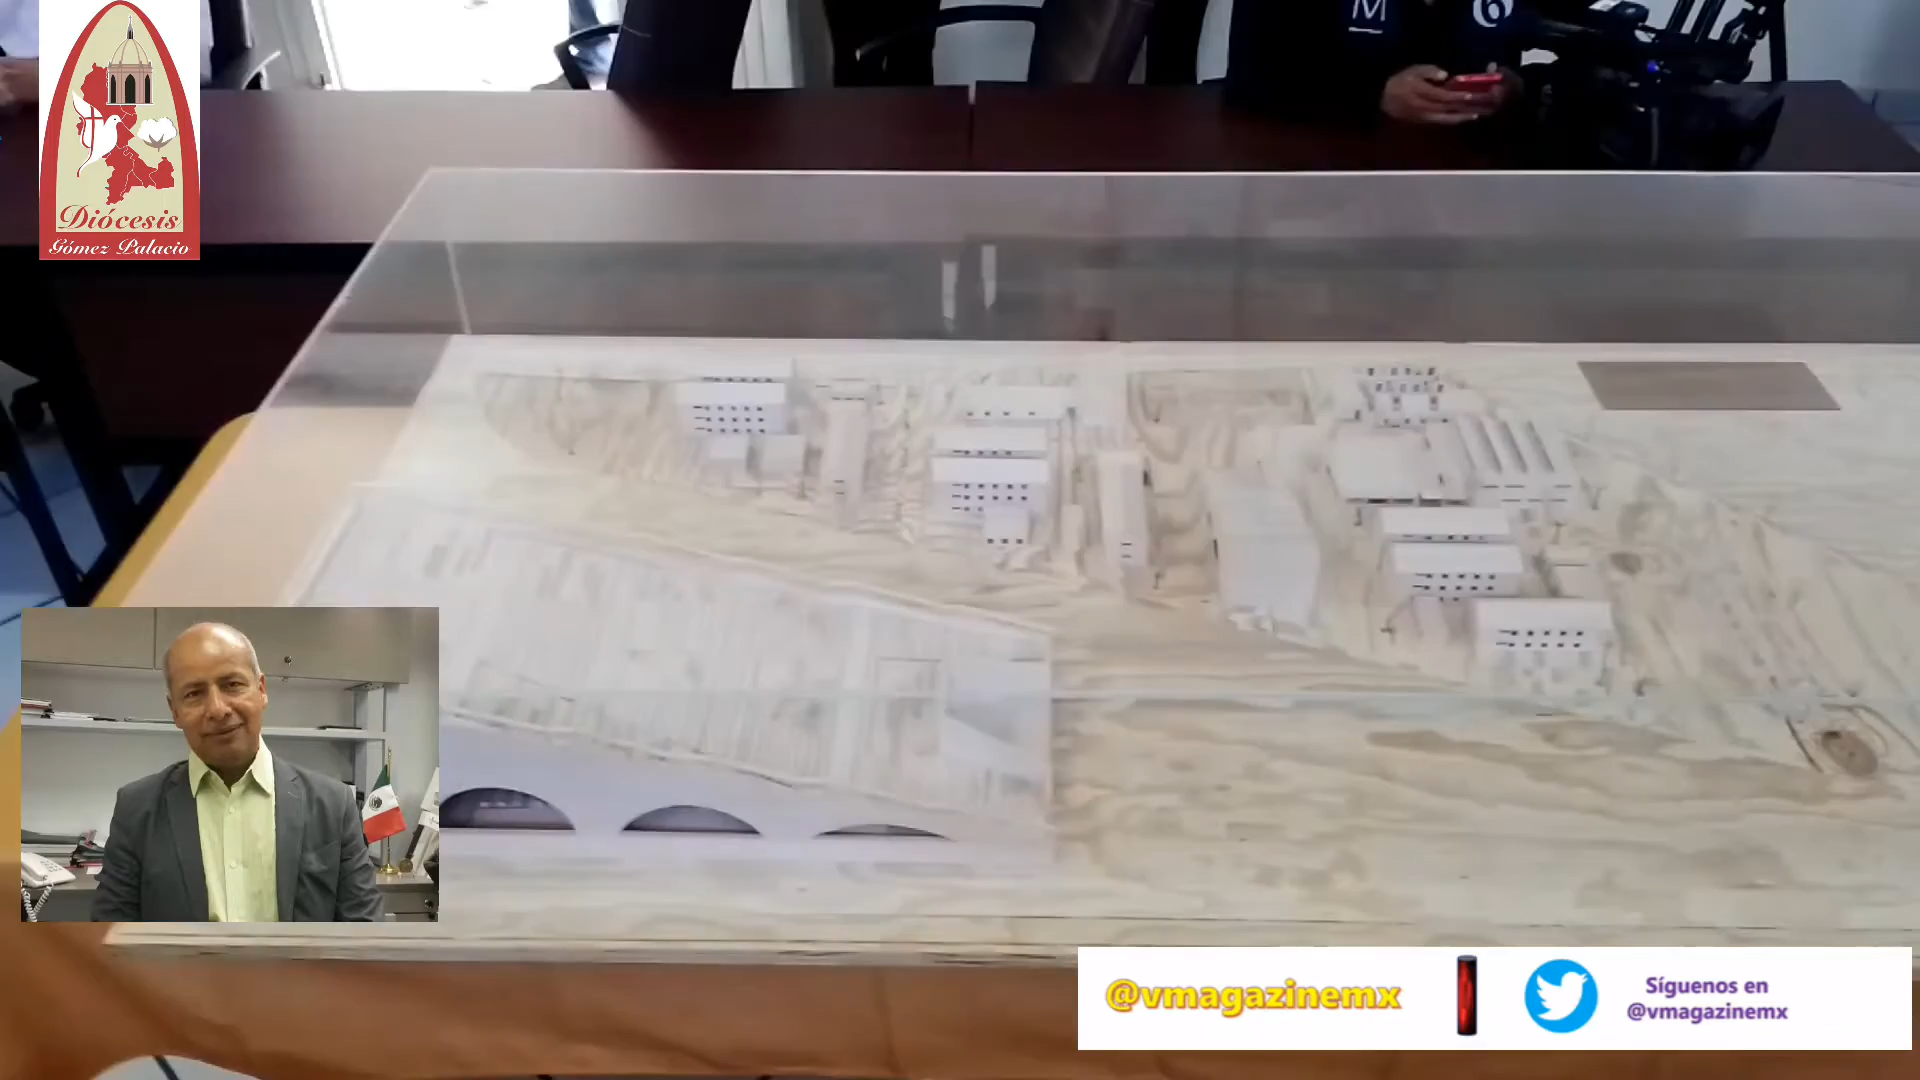 M
Diócesis
Gómez Palacio
@vmagazinemx
Síguenos en
@vmagazinemx